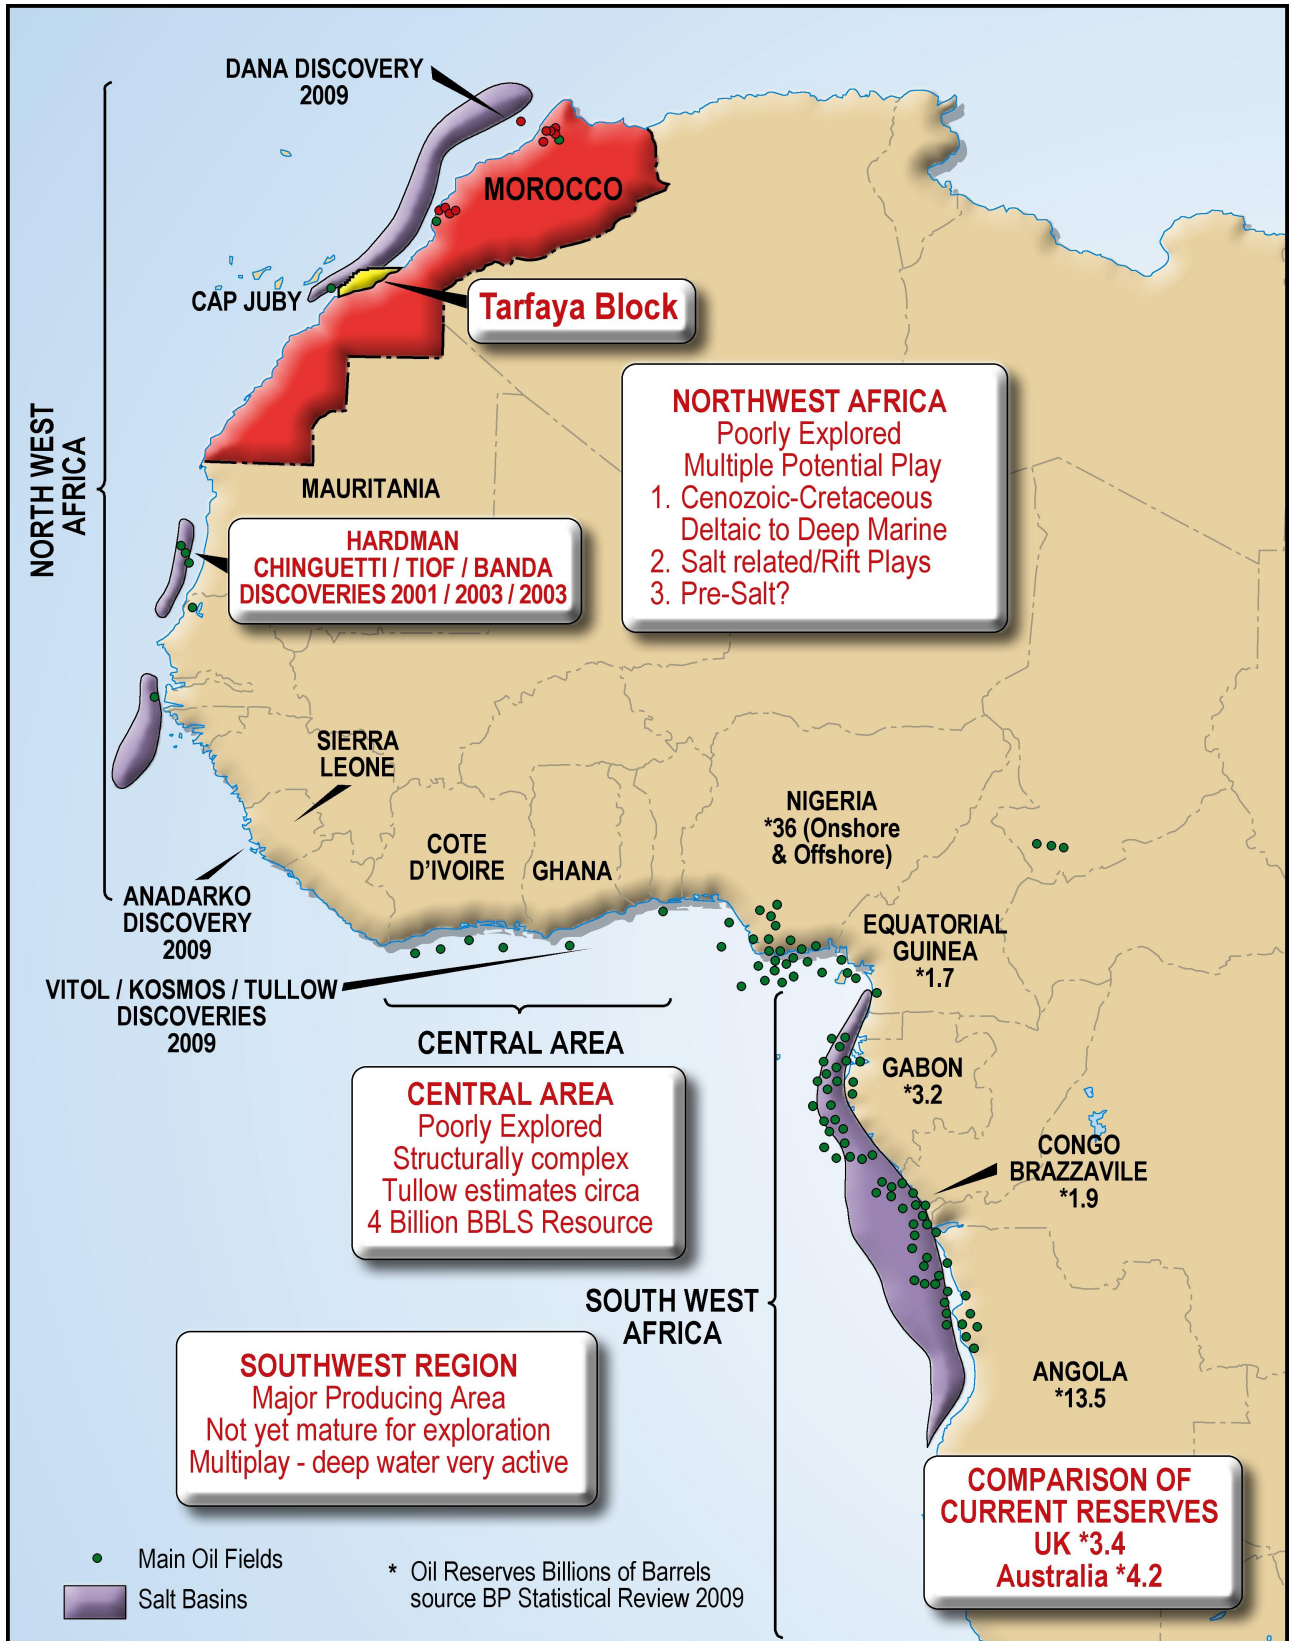 DANA DISCOVERY
2009
MOROCCO
CAP JUBY
Tarfaya Block
NORTH WEST
AFRICA
NORTHWEST AFRICA
Poorly Explored
Multiple Potential Play
1. Cenozoic-Cretaceous
Deltaic to Deep Marine
2. Salt related/Rift Plays
3. Pre-Salt?
MAURITANIA
HARDMAN
CHINGUETTI / TIOF / BANDA
DISCOVERIES 2001 / 2003 / 2003
SIERRA
LEONE
COTE
D'IVOIRE
GHANA
NIGERIA
*36 (Onshore
& Offshore)
ANADARKO
DISCOVERY
2009
EQUATORIAL
GUINEA
*1.7
VITOL / KOSMOS / TULLOW
DISCOVERIES
2009
CENTRAL AREA
CENTRAL AREA
Poorly Explored
Structurally complex
Tullow estimates circa
4 Billion BBLS Resource
GABON
*3.2
CONGO
BRAZZAVILE
*1.9
SOUTH WEST
AFRICA
SOUTHWEST REGION
Major Producing Area
Not yet mature for exploration
Multiplay - deep water very active
ANGOLA
*13.5
COMPARISON OF
CURRENT RESERVES
UK *3.4
Australia *4.2
Main Oil Fields
Salt Basins
* Oil Reserves Billions of Barrels
source BP Statistical Review 2009